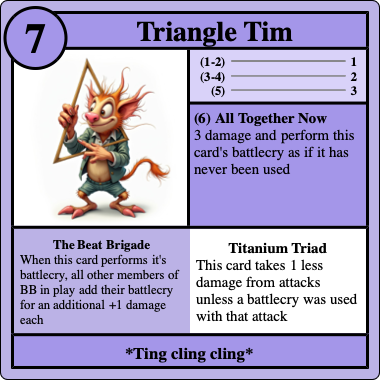 7
Triangle Tim
(1-2) 1
(3-4) 2
(5) 3
(6) All Together Now
3 damage and perform this
card's battlecry as if it has
never been used
The Beat Brigade
When this card performs it's
battlecry, all other members of
BB in play add their battlecry
for an additional +1 damage
each
Titanium Triad
This card takes 1 less
damage from attacks
unless a battlecry was used
with that attack
*Ting cling cling*